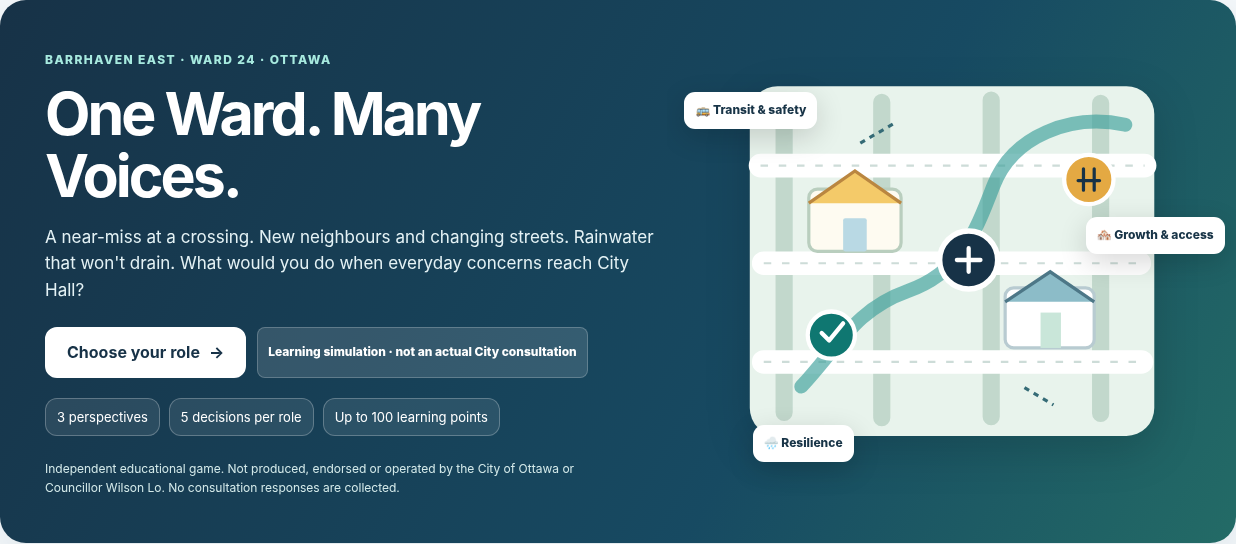 BARRHAVEN EAST · WARD 24 · OTTAWA
One Ward. Many
Voices.
A near-miss at a crossing. New neighbours and changing streets. Rainwater
that won't drain. What would you do when everyday concerns reach City
Hall?
Choose your role →
Learning simulation · not an actual City consultation
3 perspectives
5 decisions per role
Up to 100 learning points
Independent educational game. Not produced, endorsed or operated by the City of Ottawa or
Councillor Wilson Lo. No consultation responses are collected.
Transit & safety
Growth & access
Resilience